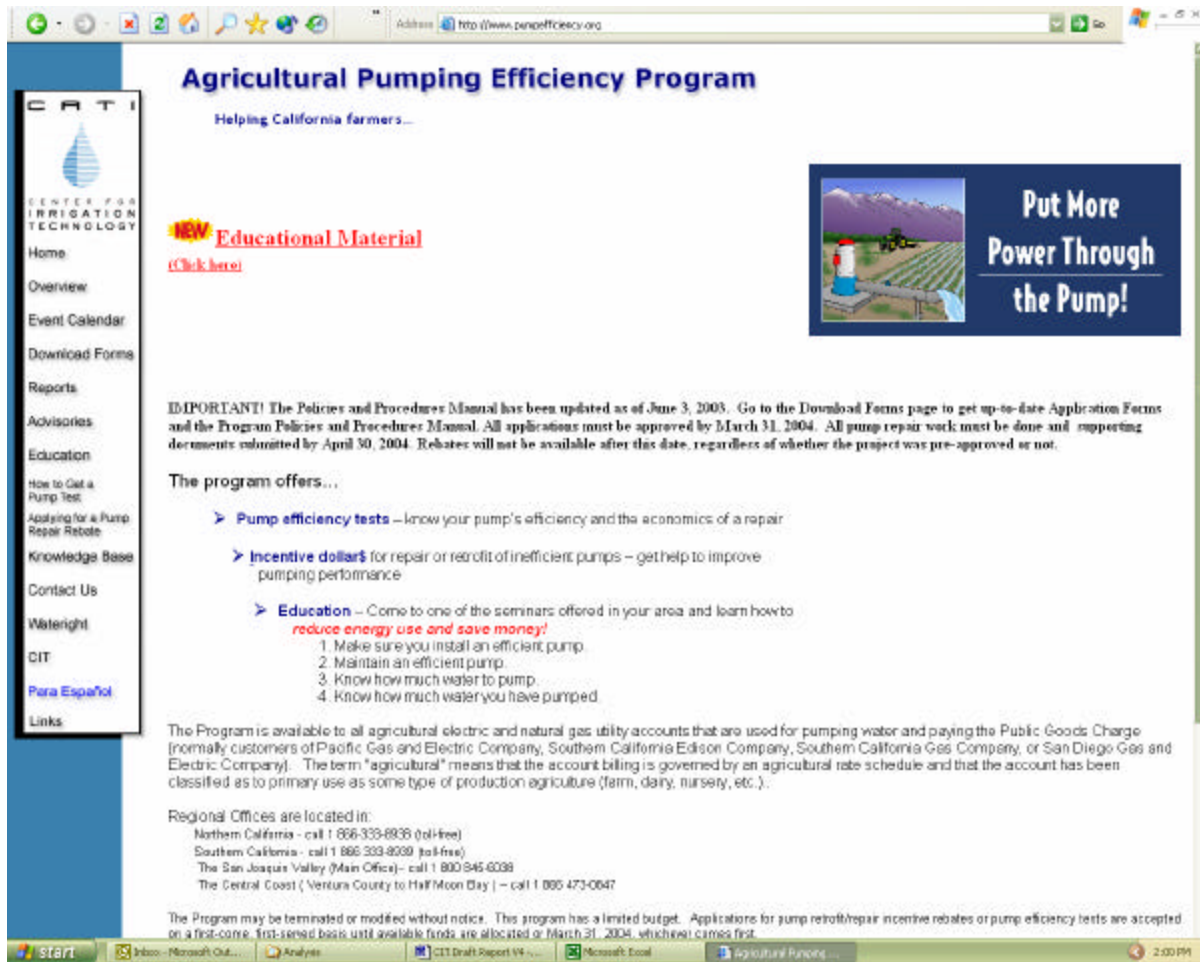 Address http://www.pumpefficiency.org
Go
Agricultural Pumping Efficiency Program
Helping California farmers...
CATI
CENTER FOR
IRRIGATION
TECHNOLOGY
Home
Overview
Event Calendar
Download Forms
Reports
Advisories
Education
How to Get a
Pump Test
Applying for a Pump
Repair Rebate
Knowledge Base
Contact Us
Wateright
CIT
Para Español
Links
NEW Educational Material
(Click here)
Put More
Power Through
the Pump!
IMPORTANT! The Policies and Procedures Manual has been updated as of June 3, 2003. Go to the Download Forms page to get up-to-date Application Forms
and the Program Policies and Procedures Manual. All applications must be approved by March 31, 2004. All pump repair work must be done and supporting
documents submitted by April 30, 2004. Rebates will not be available after this date, regardless of whether the project was pre-approved or not.
The program offers...
➢ Pump efficiency tests – know your pump's efficiency and the economics of a repair
➢ Incentive dollar$ for repair or retrofit of inefficient pumps – get help to improve
pumping performance
➢ Education – Come to one of the seminars offered in your area and learn how to
reduce energy use and save money!
1. Make sure you install an efficient pump.
2. Maintain an efficient pump.
3. Know how much water to pump.
4. Know how much water you have pumped.
The Program is available to all agricultural electric and natural gas utility accounts that are used for pumping water and paying the Public Goods Charge
(normally customers of Pacific Gas and Electric Company, Southern California Edison Company, Southern California Gas Company, or San Diego Gas and
Electric Company). The term "agricultural" means that the account billing is governed by an agricultural rate schedule and that the account has been
classified as to primary use as some type of production agriculture (farm, dairy, nursery, etc.).
Regional Offices are located in:
Northern California - call 1 866-333-8938 (toll-free)
Southern California - call 1 866 333-8939 (toll-free)
The San Joaquin Valley (Main Office)– call 1 800 845-6038
The Central Coast ( Ventura County to Half Moon Bay ) – call 1 866 473-0847
The Program may be terminated or modified without notice. This program has a limited budget. Applications for pump retrofit/repair incentive rebates or pump efficiency tests are accepted
on a first-come, first-served basis until available funds are allocated or March 31, 2004, whichever comes first.
start
Inbox - Microsoft Out...
Analysis
CIT Draft Report V4 -...
Microsoft Excel
Agricultural Pumping ...
2:00 PM